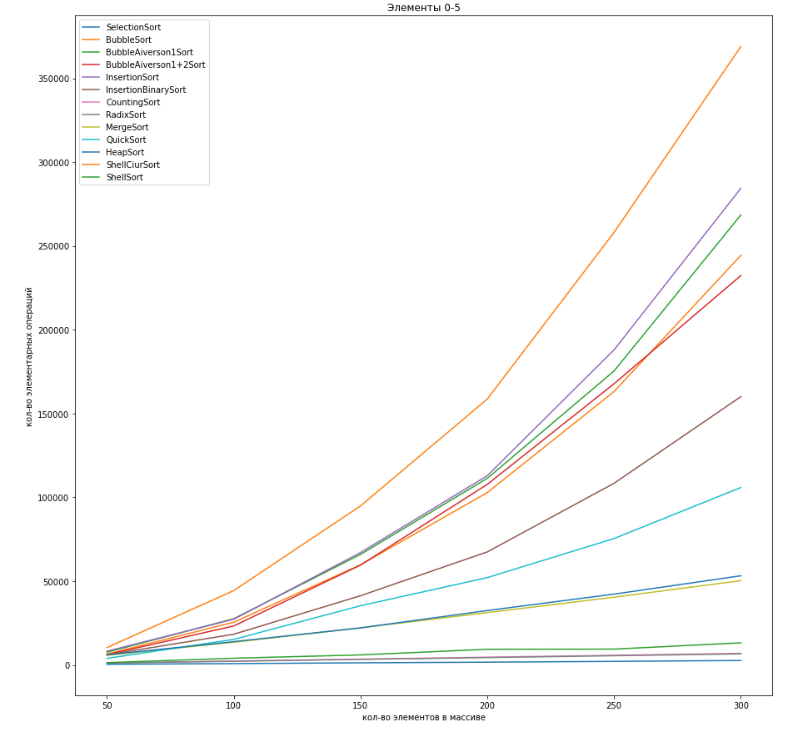 Элементы 0-5
SelectionSort
BubbleSort
BubbleAiverson1Sort
BubbleAiverson1+2Sort
InsertionSort
InsertionBinarySort
CountingSort
RadixSort
MergeSort
QuickSort
HeapSort
ShellCiurSort
ShellSort
350000
300000
250000
200000
150000
100000
50000
0
кол-во элементарных операций
50 100 150 200 250 300
кол-во элементов в массиве